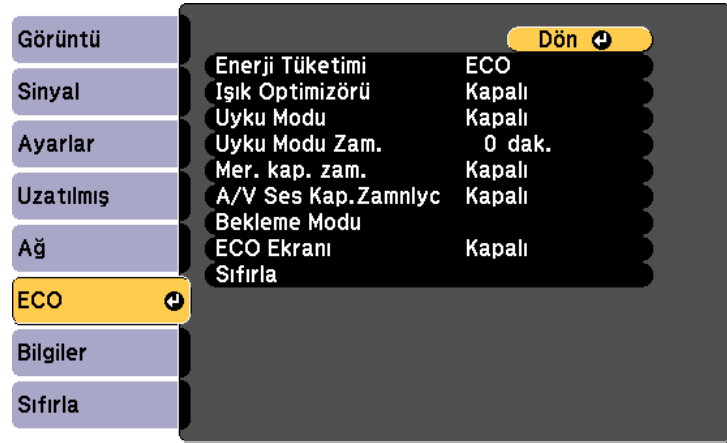 Görüntü
Sinyal
Ayarlar
Uzatılmış
Ağ
ECO
Bilgiler
Sıfırla
Dön
Enerji Tüketimi ECO
Işık Optimizörü Kapalı
Uyku Modu Kapalı
Uyku Modu Zam. 0 dak.
Mer. kap. zam. Kapalı
A/V Ses Kap.Zamnlyc Kapalı
Bekleme Modu
ECO Ekranı Kapalı
Sıfırla